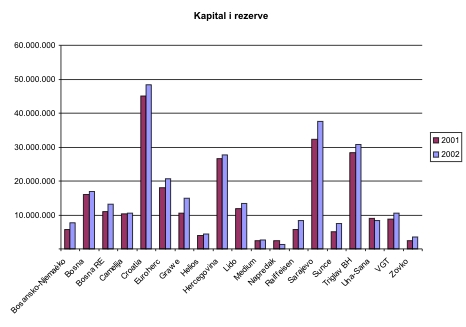 Kapital i rezerve
60.000.000
50.000.000
40.000.000
30.000.000
20.000.000
10.000.000
-
2001
2002
Bosansko-Njemačko
Bosna
Bosna RE
Camelija
Croatia
Euroherc
Grawe
Helios
Hercegovina
Lido
Medium
Napredak
Raiffeisen
Sarajevo
Sunce
Triglav BH
Una-Sana
VGT
Zovko